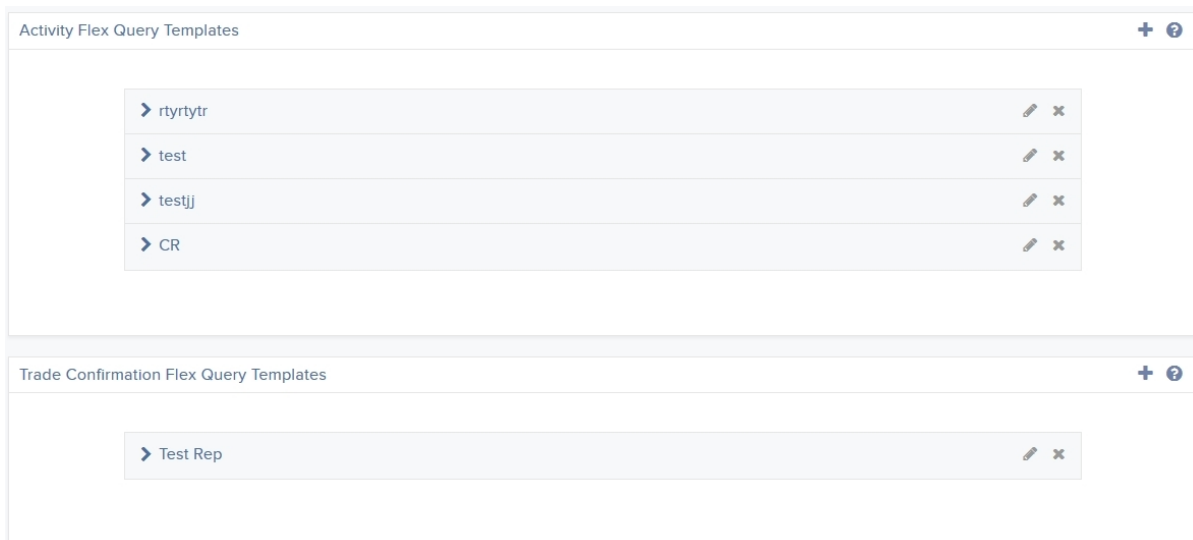 Activity Flex Query Templates
rtyrtytr
test
testjj
CR
Trade Confirmation Flex Query Templates
Test Rep